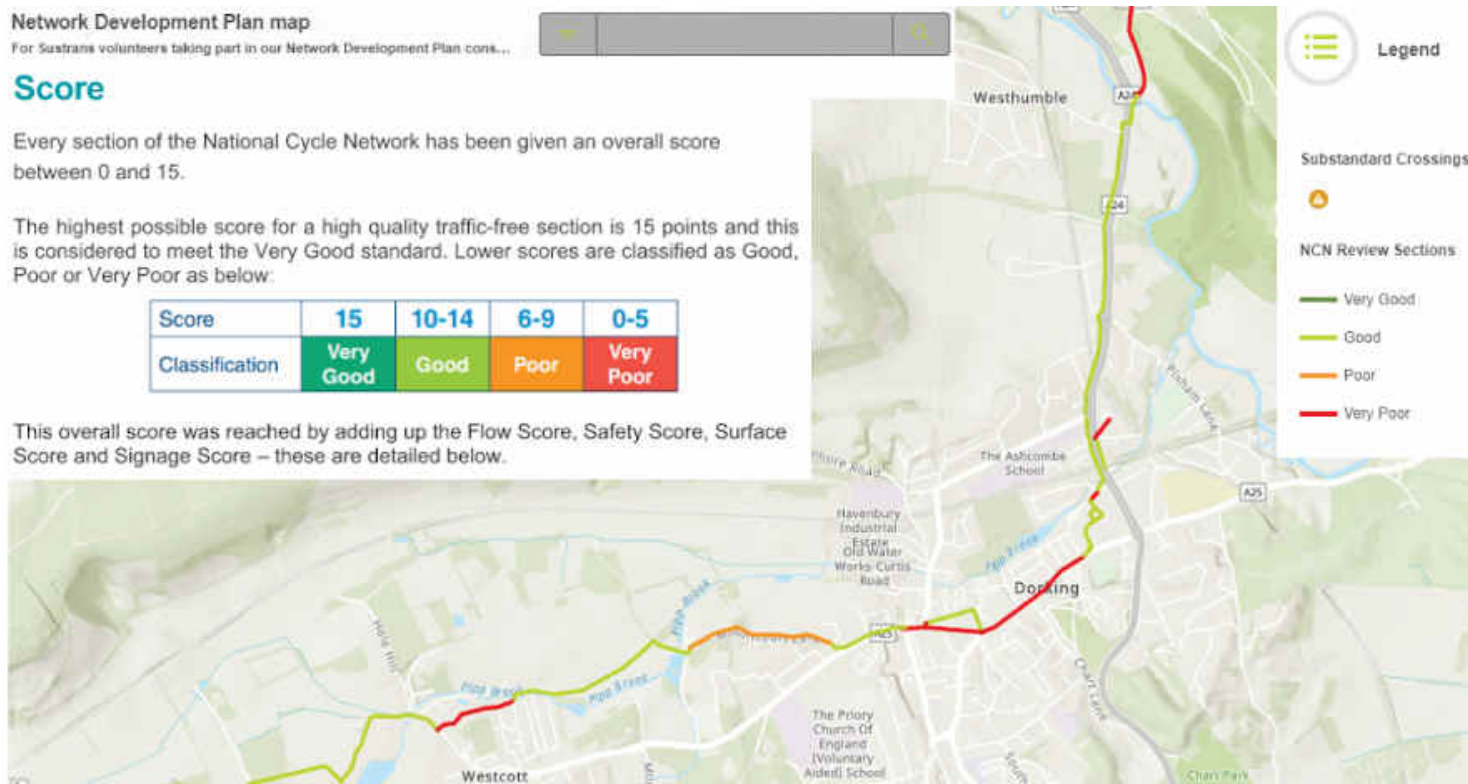 Network Development Plan map
For Sustrans volunteers taking part in our Network Development Plan cons...
Score
Every section of the National Cycle Network has been given an overall score
between 0 and 15.
The highest possible score for a high quality traffic-free section is 15 points and this
is considered to meet the Very Good standard. Lower scores are classified as Good,
Poor or Very Poor as below:
Score 15 10-14 6-9 0-5
Classification Very Good Good Poor Very Poor
This overall score was reached by adding up the Flow Score, Safety Score, Surface
Score and Signage Score – these are detailed below.
Legend
Substandard Crossings
NCN Review Sections
Very Good
Good
Poor
Very Poor
Westhumble
A24
A24
Pixham Lane
The Ashcombe
School
Road
A25
Havenbury
Industrial
Estate
Old Water
Works Curtis
Road
Pipp Brook
Dorking
Pipp Brook
A25
Hole Hill
Pipp Brook
Pipp Brook
Chart Lane
The Priory
Church Of
England
(Voluntary
Aided) School
Westcott
Chart Park